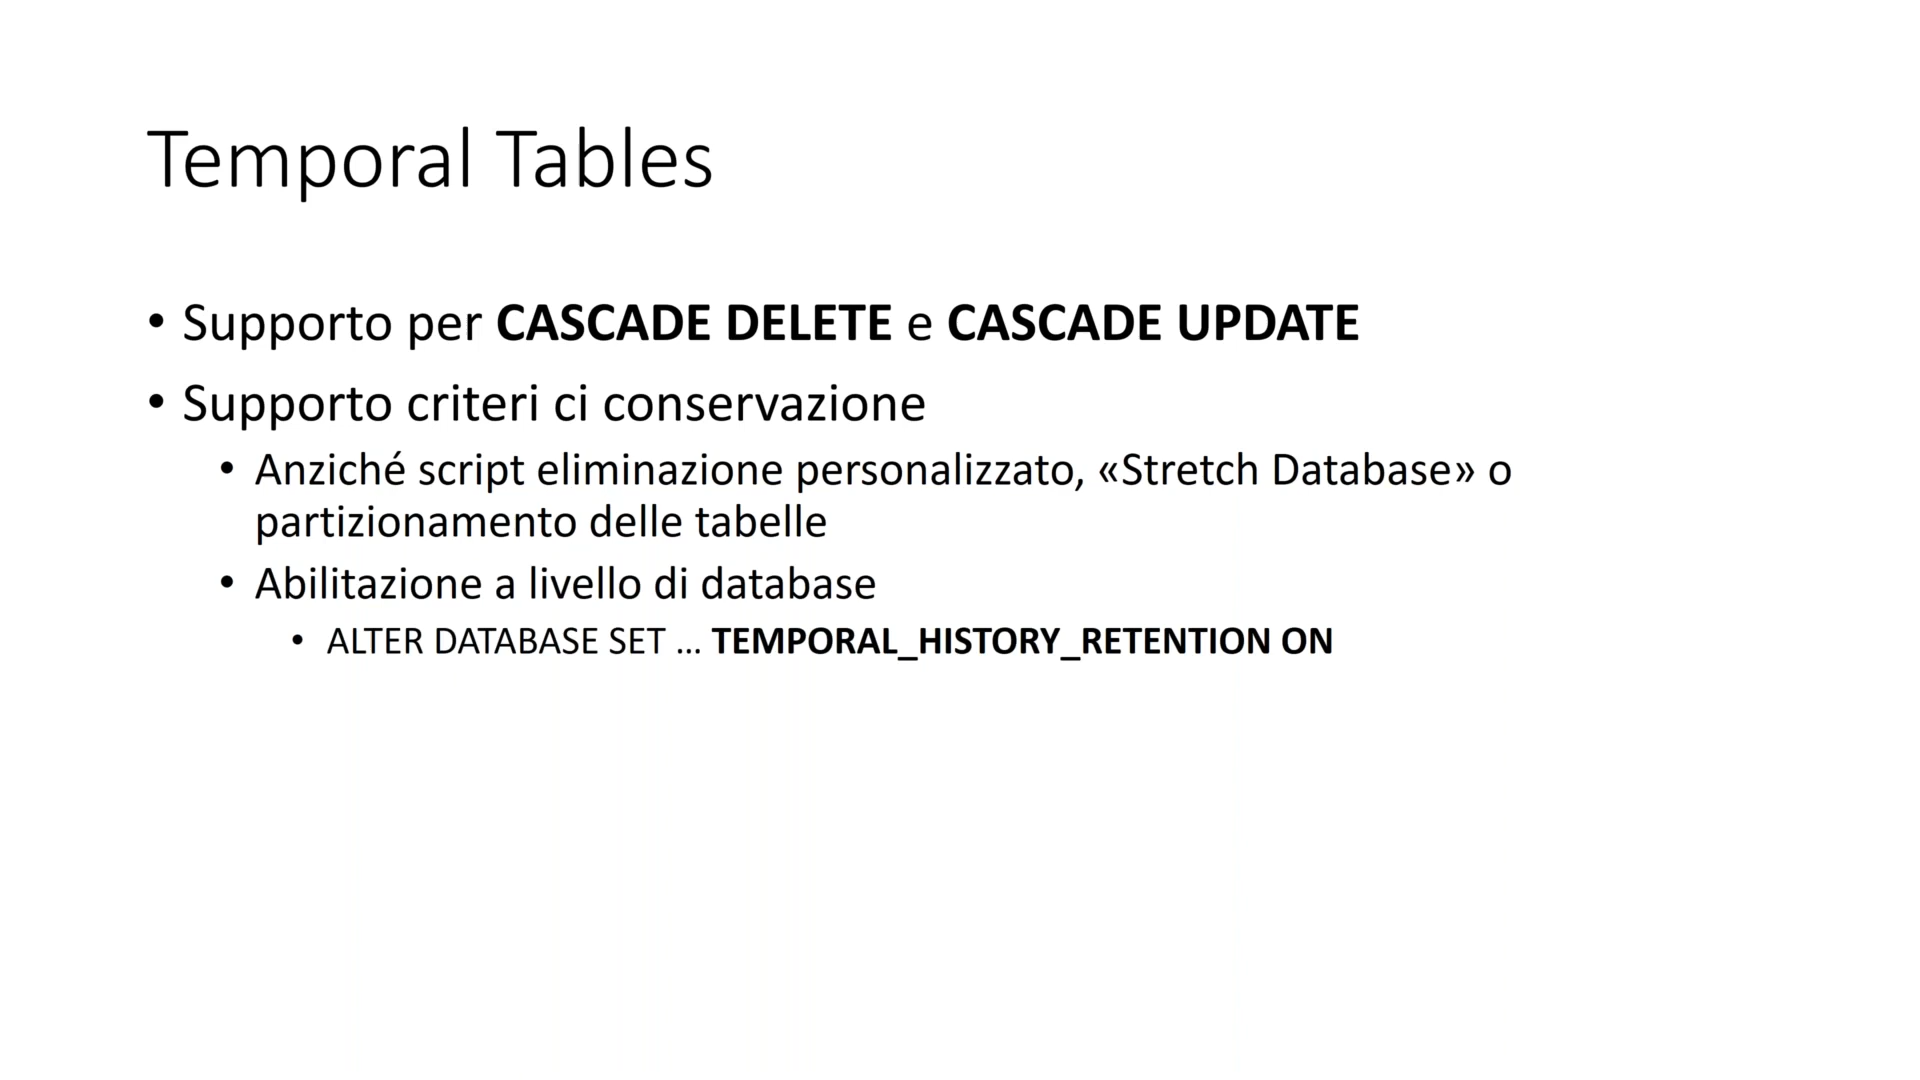 Temporal Tables
• Supporto per CASCADE DELETE e CASCADE UPDATE
• Supporto criteri ci conservazione
• Anziché script eliminazione personalizzato, «Stretch Database» o
partizionamento delle tabelle
• Abilitazione a livello di database
• ALTER DATABASE SET … TEMPORAL_HISTORY_RETENTION ON